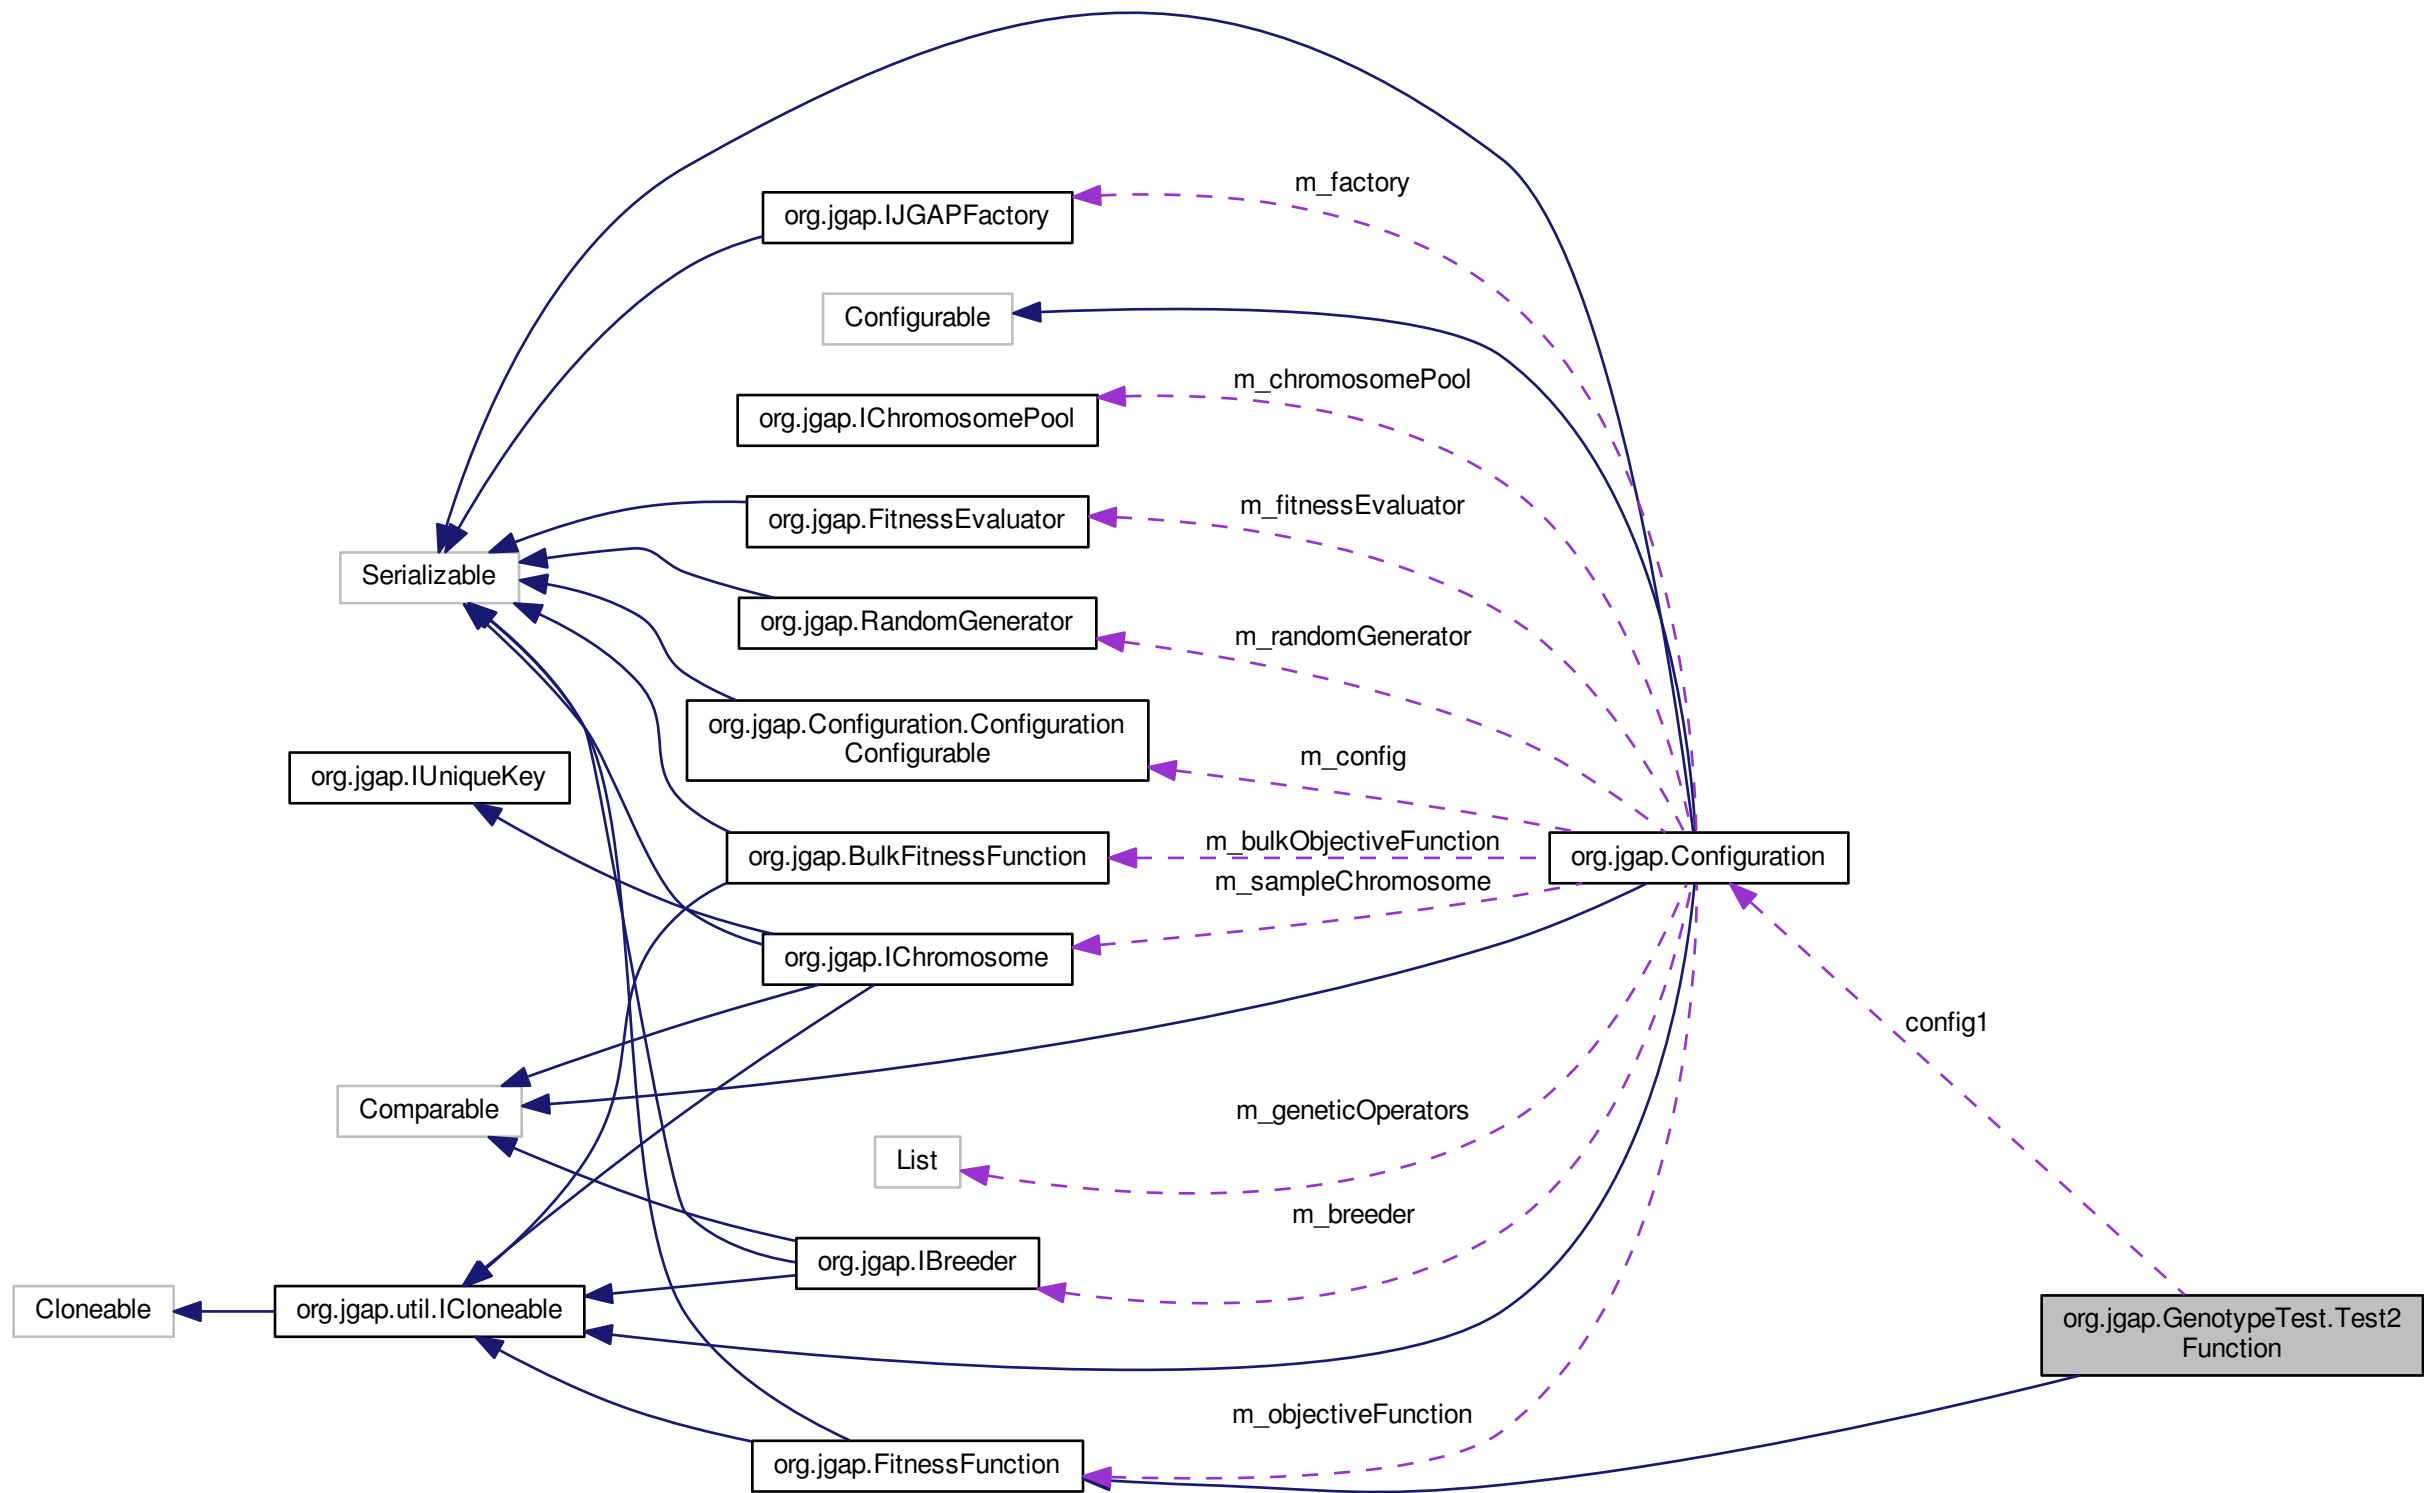 m_factory
org.jgap.IJGAPFactory
Configurable
m_chromosomePool
org.jgap.IChromosomePool
m_fitnessEvaluator
org.jgap.FitnessEvaluator
Serializable
org.jgap.RandomGenerator
m_randomGenerator
org.jgap.Configuration.Configuration
Configurable
m_config
org.jgap.IUniqueKey
m_bulkObjectiveFunction
org.jgap.BulkFitnessFunction
org.jgap.Configuration
m_sampleChromosome
org.jgap.IChromosome
config1
Comparable
m_geneticOperators
List
m_breeder
org.jgap.IBreeder
Cloneable
org.jgap.util.ICloneable
org.jgap.GenotypeTest.Test2
Function
m_objectiveFunction
org.jgap.FitnessFunction